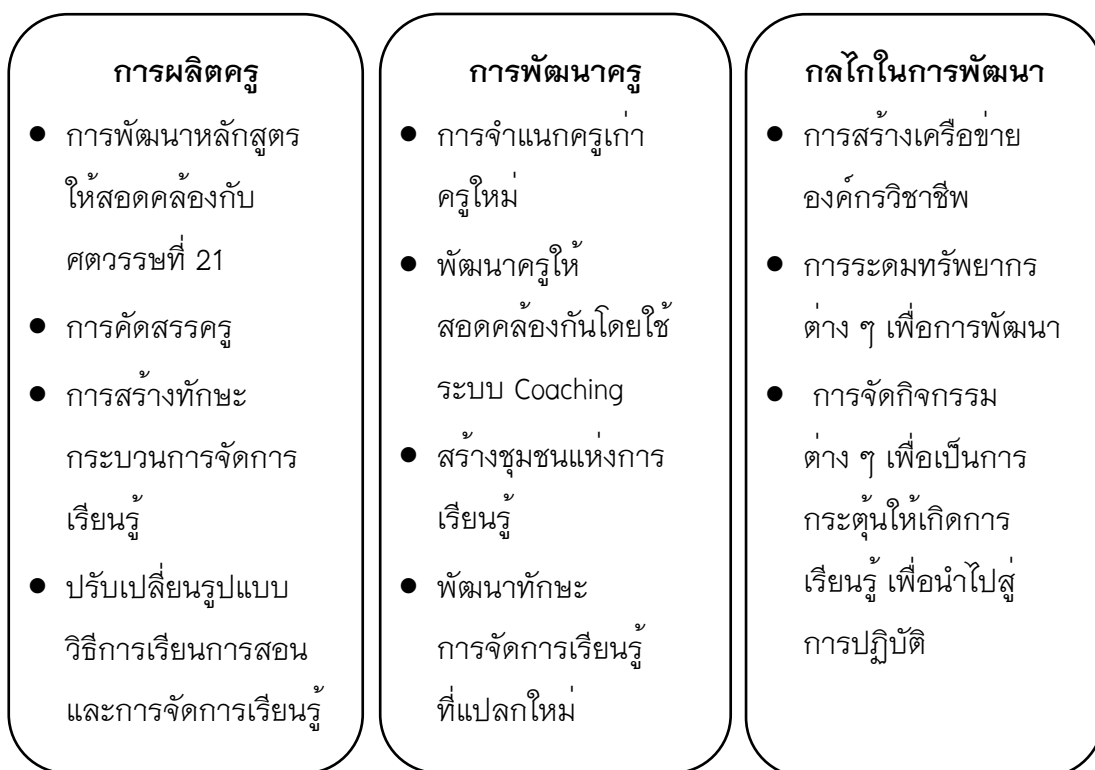 การผลิตครู
● การพัฒนาหลักสูตร
ให้สอดคล้องกับ
ศตวรรษที่ 21
● การคัดสรรครู
● การสร้างทักษะ
กระบวนการจัดการ
เรียนรู้
● ปรับเปลี่ยนรูปแบบ
วิธีการเรียนการสอน
และการจัดการเรียนรู้
การพัฒนาครู
● การจำแนกครูเก่า
ครูใหม่
● พัฒนาครูให้
สอดคล้องกันโดยใช้
ระบบ Coaching
● สร้างชุมชนแห่งการ
เรียนรู้
● พัฒนาทักษะ
การจัดการเรียนรู้
ที่แปลกใหม่
กลไกในการพัฒนา
● การสร้างเครือข่าย
องค์กรวิชาชีพ
● การระดมทรัพยากร
ต่าง ๆ เพื่อการพัฒนา
● การจัดกิจกรรม
ต่าง ๆ เพื่อเป็นการ
กระตุ้นให้เกิดการ
เรียนรู้ เพื่อนำไปสู่
การปฏิบัติ